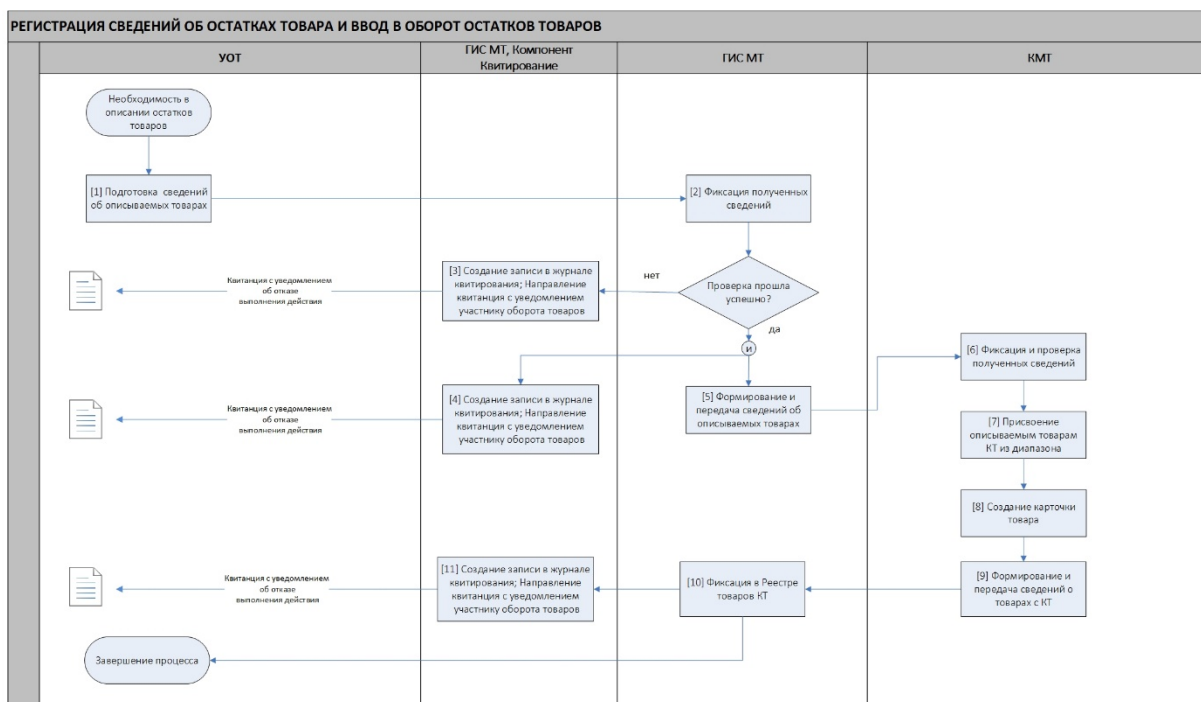 РЕГИСТРАЦИЯ СВЕДЕНИЙ ОБ ОСТАТКАХ ТОВАРА И ВВОД В ОБОРОТ ОСТАТКОВ ТОВАРОВ
УОТ
ГИС МТ, Компонент
Квитирование
ГИС МТ
КМТ
Необходимость в
описании остатков
товаров
[1] Подготовка сведений
об описываемых товарах
[2] Фиксация полученных
сведений
Квитанция с уведомлением
об отказе
выполнения действия
[3] Создание записи в журнале
квитирования; Направление
квитанция с уведомлением
участнику оборота товаров
нет
Проверка прошла
успешно?
да
и
[6] Фиксация и проверка
полученных сведений
Квитанция с уведомлением
об отказе
выполнения действия
[4] Создание записи в журнале
квитирования; Направление
квитанция с уведомлением
участнику оборота товаров
[5] Формирование и
передача сведений об
описываемых товарах
[7] Присвоение
описываемым товарам
КТ из диапазона
[8] Создание карточки
товара
Квитанция с уведомлением
об отказе
выполнения действия
[11] Создание записи в журнале
квитирования; Направление
квитанция с уведомлением
участнику оборота товаров
[10] Фиксация в Реестре
товаров КТ
[9] Формирование и
передача сведений о
товарах с КТ
Завершение процесса